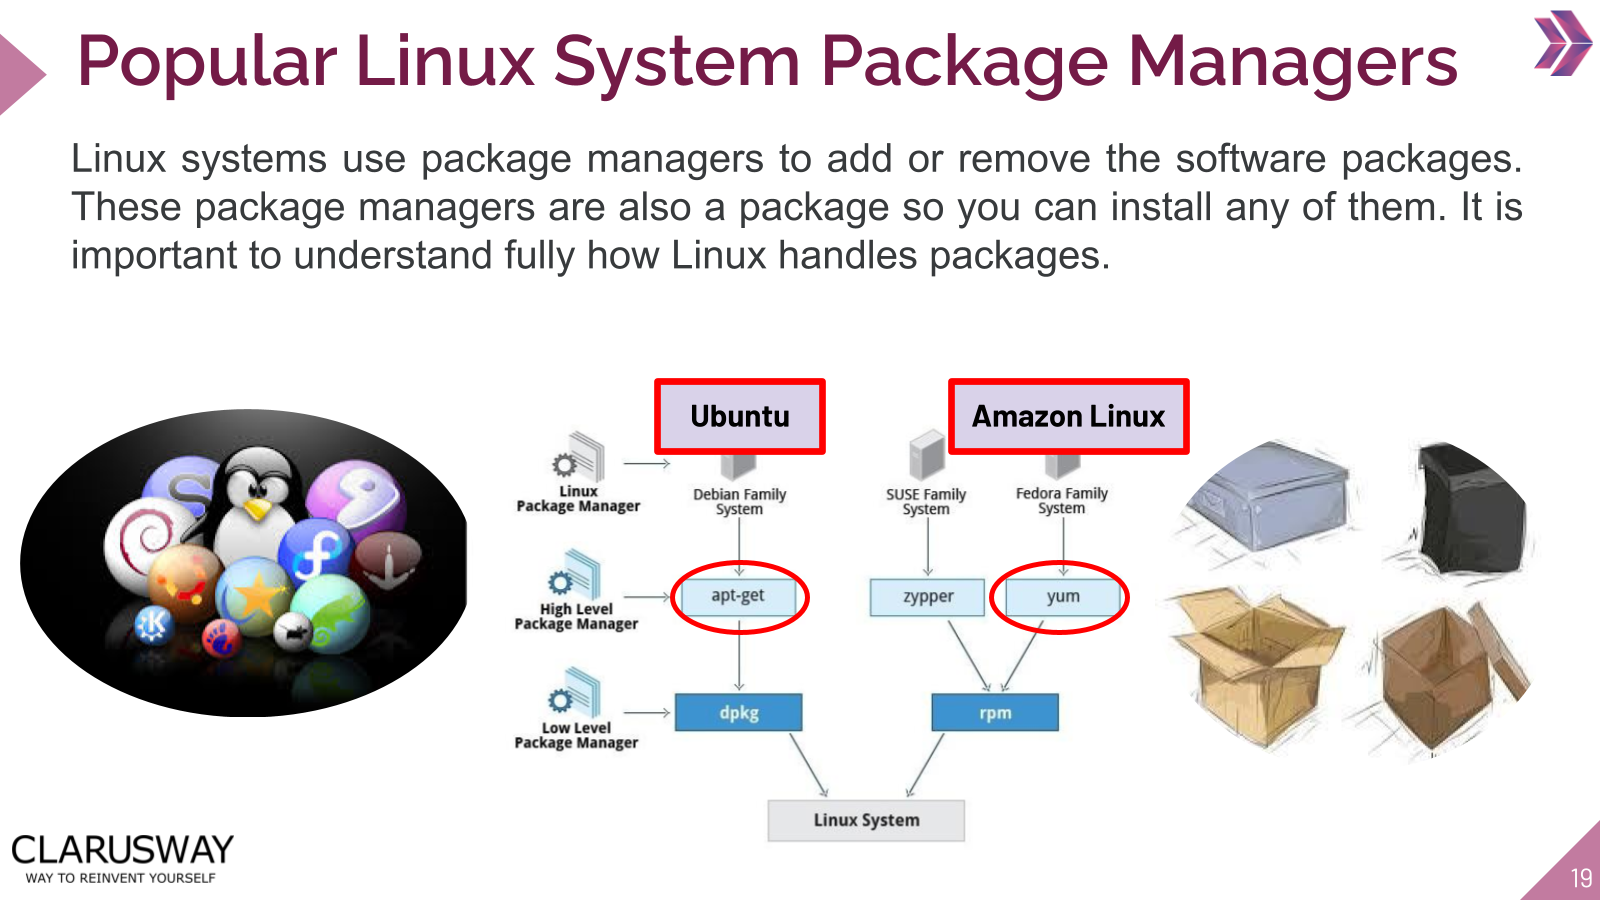 Popular Linux System Package Managers
Linux systems use package managers to add or remove the software packages.
These package managers are also a package so you can install any of them. It is
important to understand fully how Linux handles packages.
Ubuntu
Amazon Linux
Linux
Package Manager
Debian Family
System
SUSE Family
System
Fedora Family
System
High Level
Package Manager
apt-get
zypper
yum
Low Level
Package Manager
dpkg
rpm
Linux System
CLARUSWAY
WAY TO REINVENT YOURSELF
19